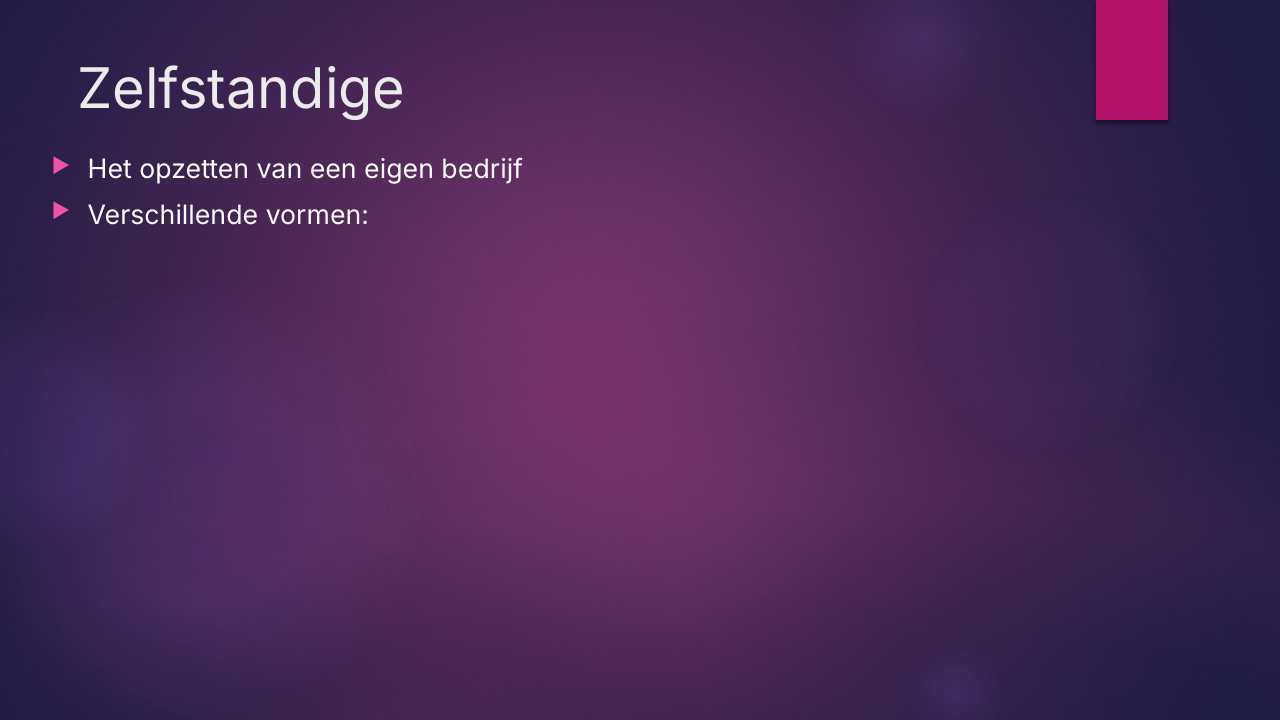 Zelfstandige
Het opzetten van een eigen bedrijf
Verschillende vormen: